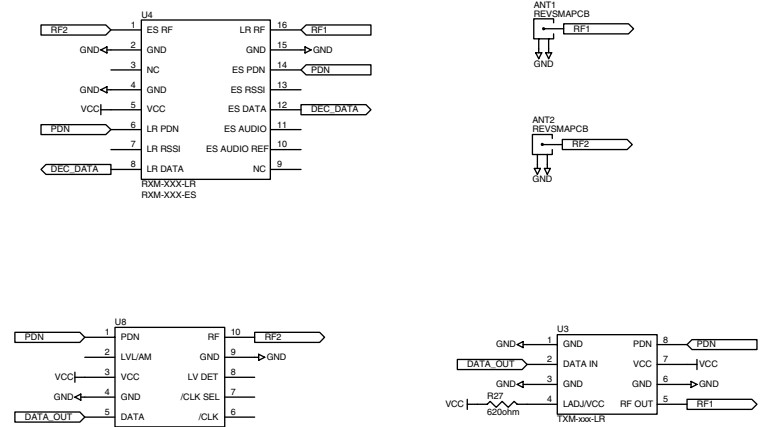 U4
RF2 1 ES RF LR RF 16 RF1
GND 2 GND GND 15 GND
3 NC ES PDN 14 PDN
GND 4 GND ES RSSI 13
VCC 5 VCC ES DATA 12 DEC_DATA
PDN 6 LR PDN ES AUDIO 11
7 LR RSSI ES AUDIO REF 10
DEC_DATA 8 LR DATA NC 9
RXM-XXX-LR
RXM-XXX-ES
ANT1
REVSMAPCB
RF1
GND
ANT2
REVSMAPCB
RF2
GND
U8
PDN 1 PDN RF 10 RF2
2 LVL/AM GND 9 GND
VCC 3 VCC LV DET 8
GND 4 GND /CLK SEL 7
DATA_OUT 5 DATA /CLK 6
U3
GND 1 GND PDN 8 PDN
DATA_OUT 2 DATA IN VCC 7 VCC
GND 3 GND GND 6 GND
VCC R27 4 LADJ/VCC RF OUT 5 RF1
620ohm
TXM-xxx-LR